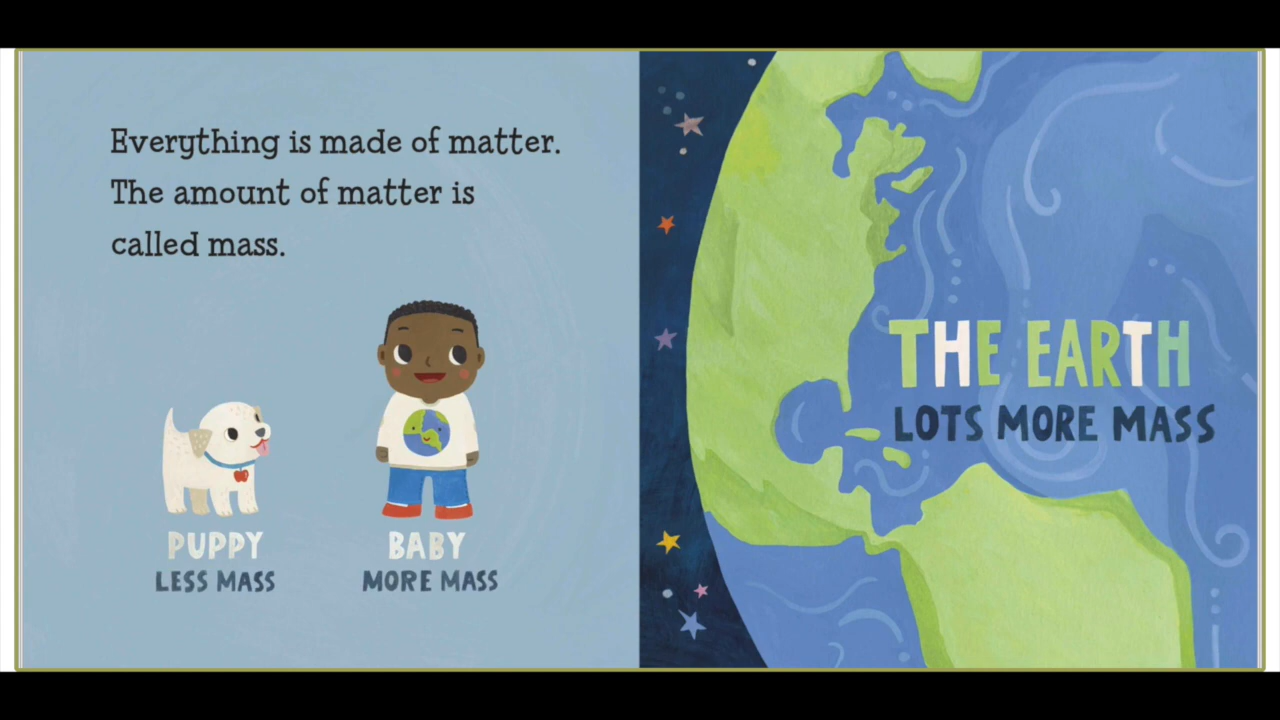 Everything is made of matter.
The amount of matter is
called mass.
PUPPY
LESS MASS
BABY
MORE MASS
THE EARTH
LOTS MORE MASS